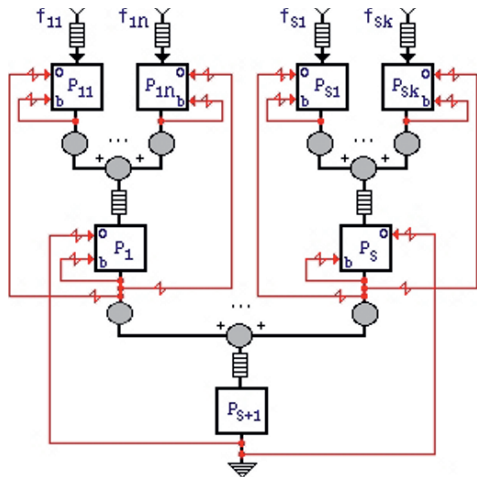 f11 f1n fS1 fSk
P11 O b P1n O b PS1 O b PSk O b
... ...
+ + + +
P1 O b PS O b
...
+ +
PS+1